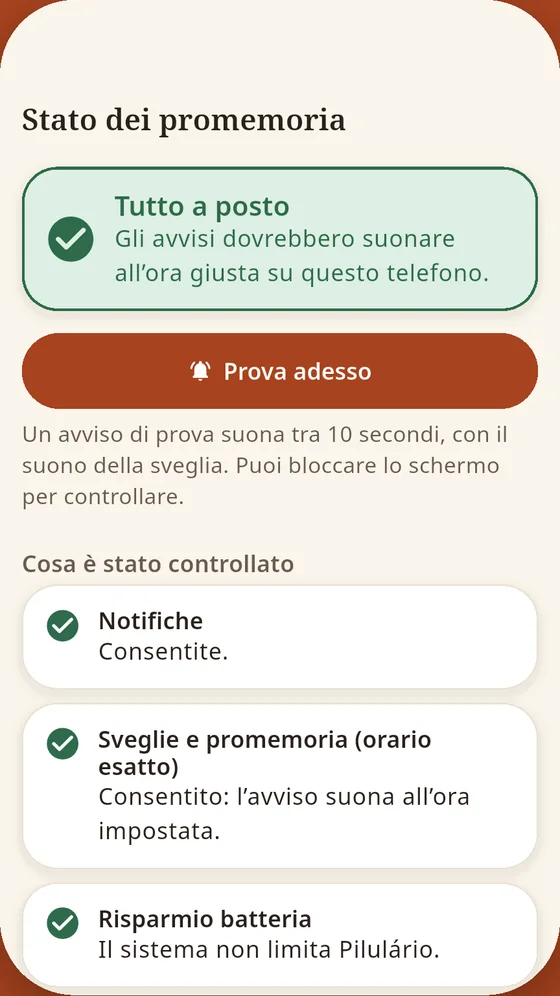 Stato dei promemoria
Tutto a posto
Gli avvisi dovrebbero suonare
all’ora giusta su questo telefono.
Prova adesso
Un avviso di prova suona tra 10 secondi, con il
suono della sveglia. Puoi bloccare lo schermo
per controllare.
Cosa è stato controllato
Notifiche
Consentite.
Sveglie e promemoria (orario
esatto)
Consentito: l’avviso suona all’ora
impostata.
Risparmio batteria
Il sistema non limita Pilulário.